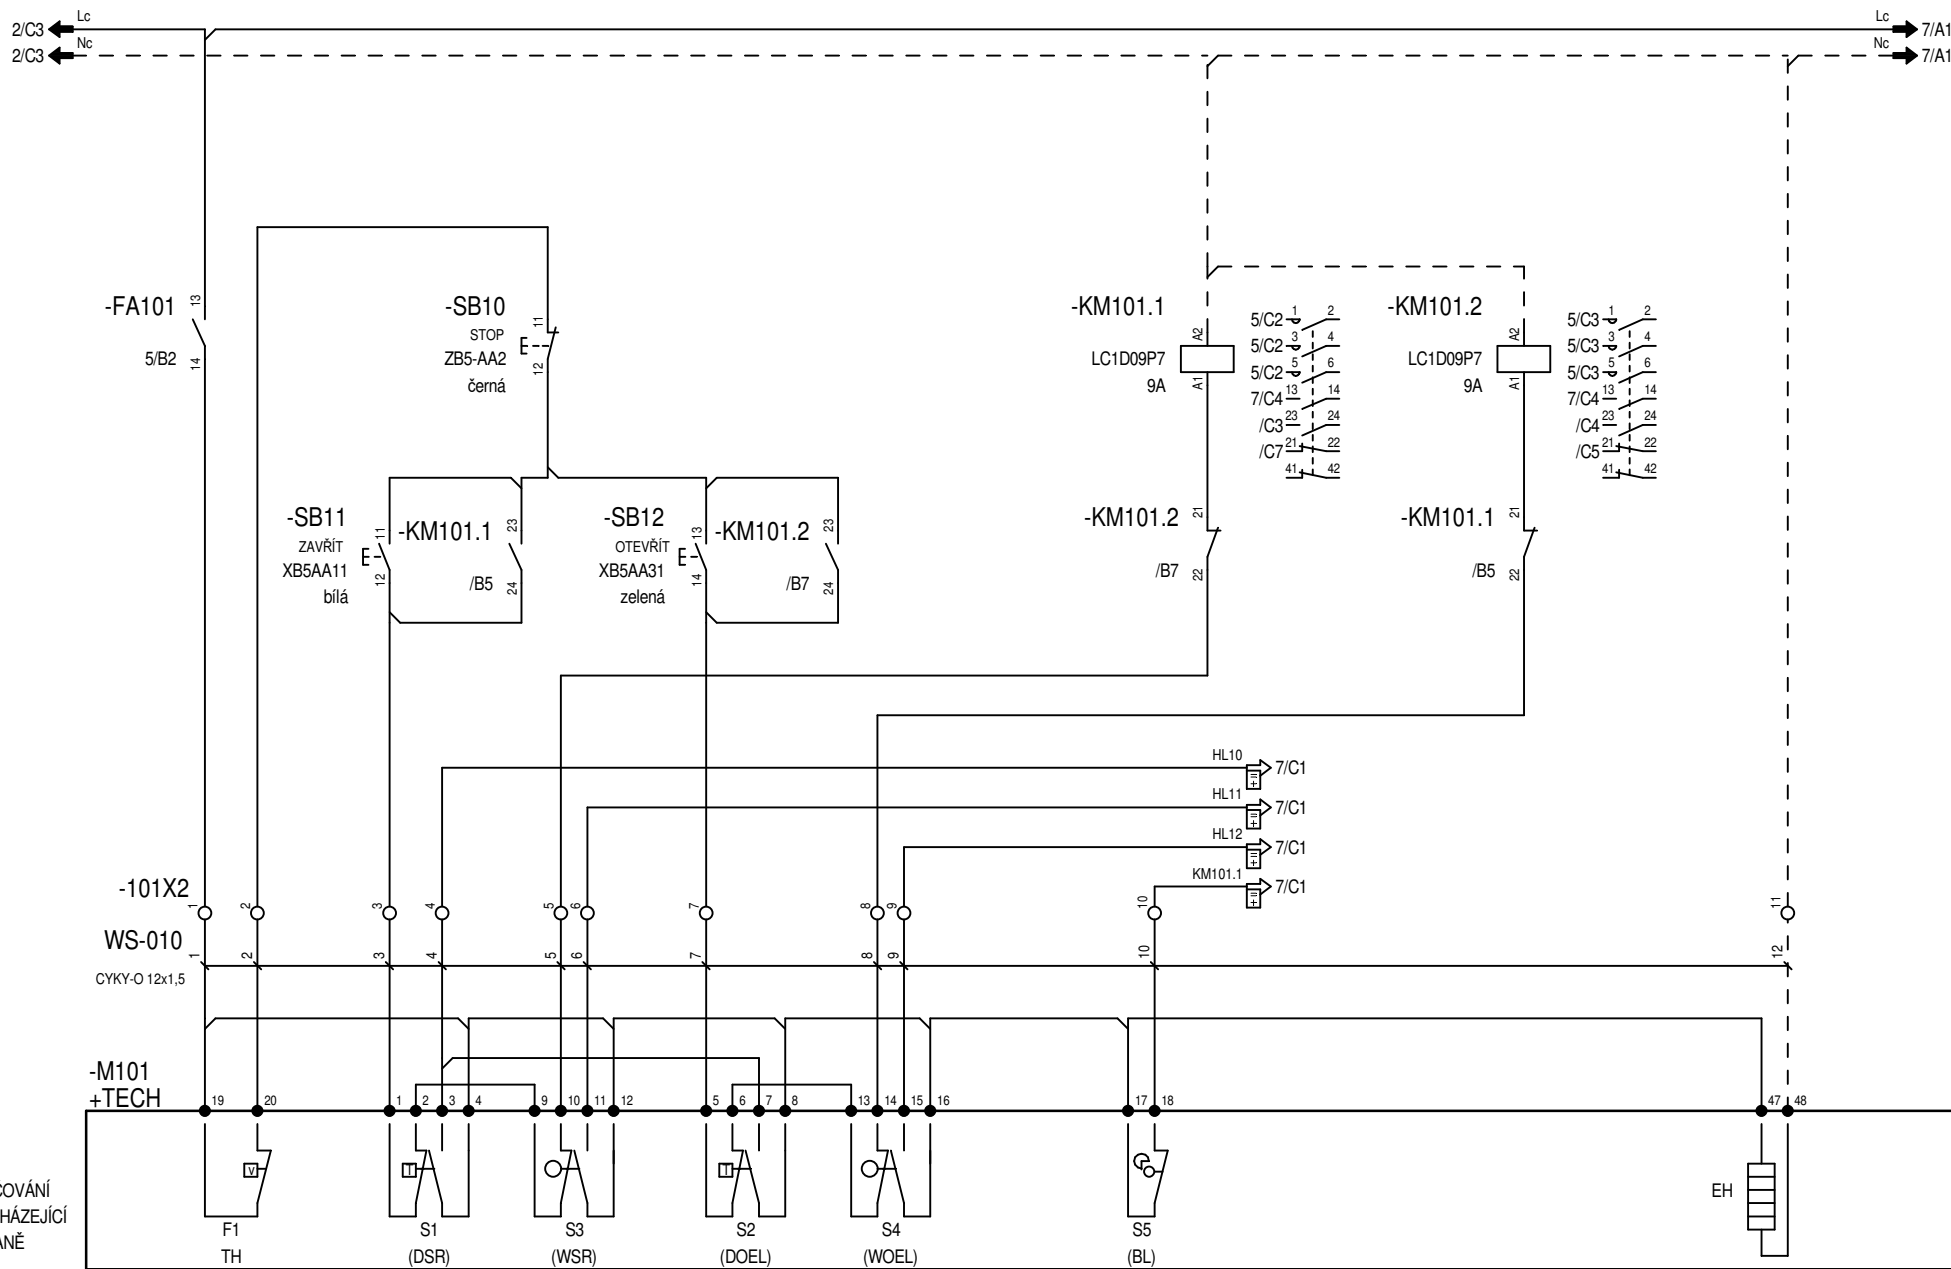 2/C3 Lc Lc 7/A1
2/C3 Nc Nc 7/A1
-FA101 13
5/B2 14
-SB10 11
STOP
ZB5-AA2 12
černá
-KM101.1 A2
LC1D09P7
9A A1
5/C2 1 2
5/C2 3 4
5/C2 5 6
7/C4 13 14
/C3 23 24
/C7 21 22
41 42
-KM101.2 A2
LC1D09P7
9A A1
5/C3 1 2
5/C3 3 4
5/C3 5 6
7/C4 13 14
/C4 23 24
/C5 21 22
41 42
-SB11 11
ZAVŘÍT
XB5AA11 12
bílá
-KM101.1 23
/B5 24
-SB12 13
OTEVŘÍT
XB5AA31 14
zelená
-KM101.2 23
/B7 24
-KM101.2 21
/B7 22
-KM101.1 21
/B5 22
HL10 += 7/C1
HL11 += 7/C1
HL12 += 7/C1
KM101.1 += 7/C1
-101X2 1 2 3 4 5 6 7 8 9 10 11
WS-010 1 2 3 4 5 6 7 8 9 10 12
CYKY-O 12x1,5
-M101
+TECH
19 20 1 2 3 4 9 10 11 12 5 6 7 8 13 14 15 16 17 18 47 48
V T T
COVÁNÍ
HÁZEJÍCÍ
ANĚ
EH
F1 S1 S3 S2 S4 S5
TH (DSR) (WSR) (DOEL) (WOEL) (BL)